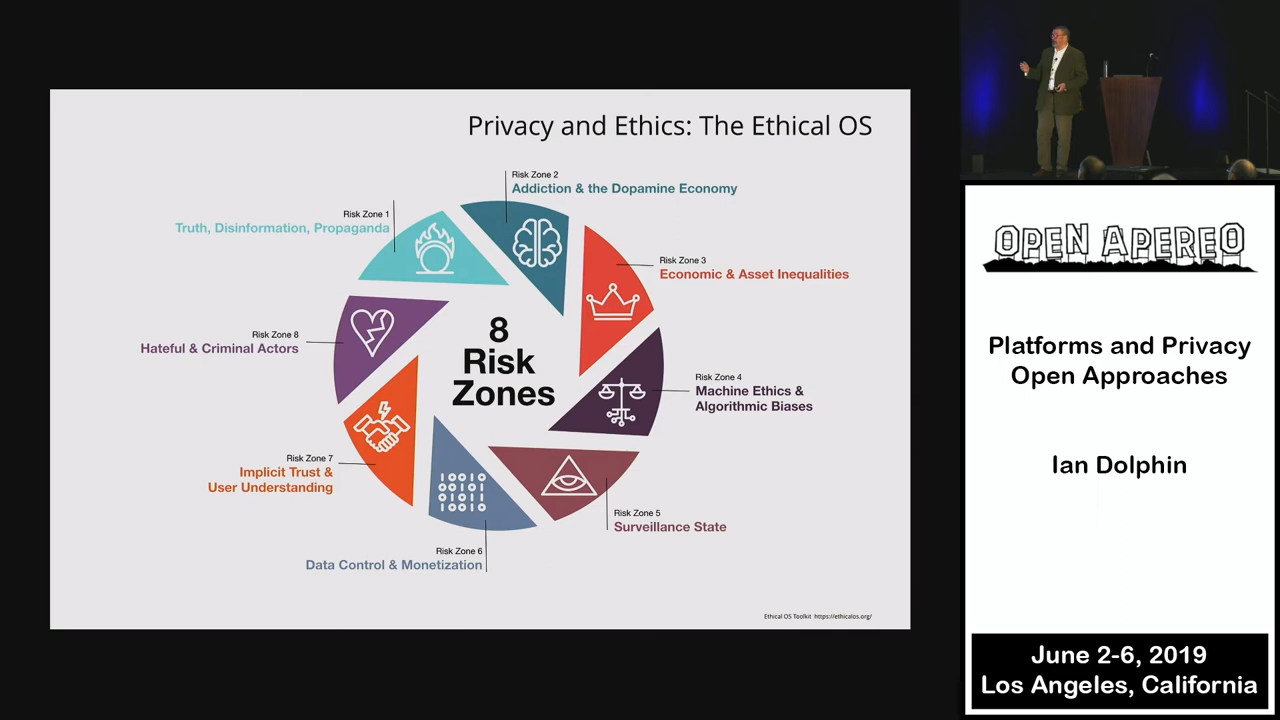 Privacy and Ethics: The Ethical OS
Risk Zone 1
Truth, Disinformation, Propaganda
Risk Zone 2
Addiction & the Dopamine Economy
Risk Zone 3
Economic & Asset Inequalities
Risk Zone 4
Machine Ethics &
Algorithmic Biases
Risk Zone 5
Surveillance State
Risk Zone 6
Data Control & Monetization
Risk Zone 7
Implicit Trust &
User Understanding
Risk Zone 8
Hateful & Criminal Actors
8
Risk
Zones
00101
10010
01011
01001
Ethical OS Toolkit https://ethicalos.org/
OPEN APEREO
Platforms and Privacy
Open Approaches
Ian Dolphin
June 2-6, 2019
Los Angeles, California